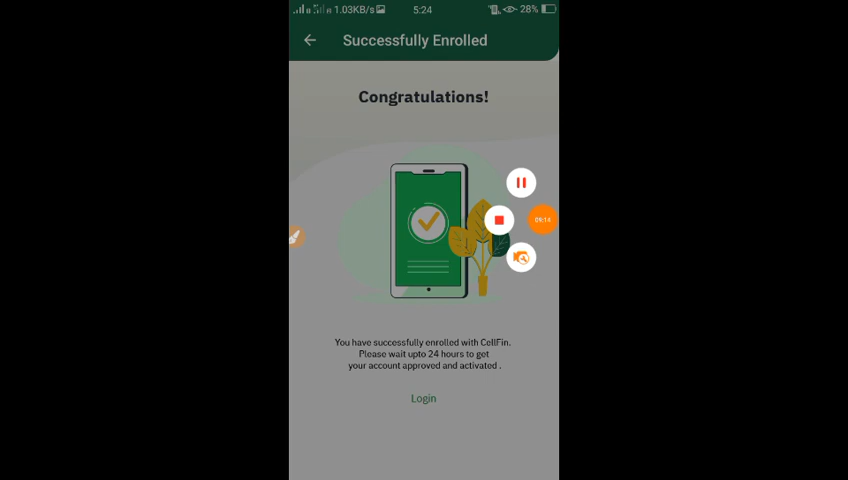 1.03KB/s 5:24 28%
Successfully Enrolled
Congratulations!
You have successfully enrolled with CellFin.
Please wait upto 24 hours to get
your account approved and activated .
Login